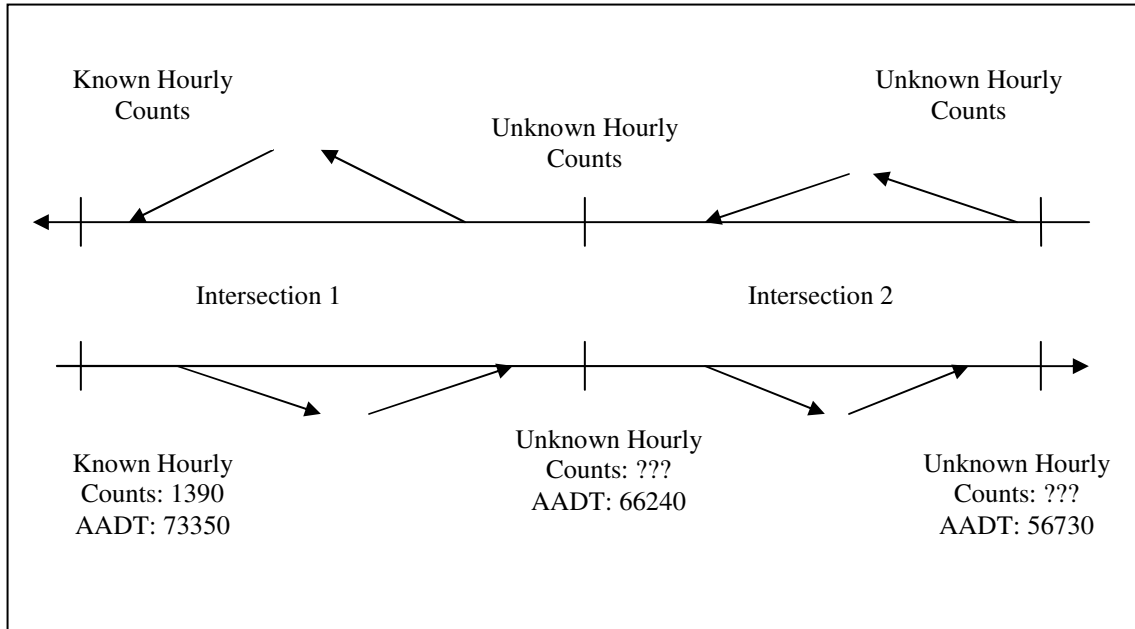 Known Hourly
Counts
Unknown Hourly
Counts
Unknown Hourly
Counts
Intersection 1
Intersection 2
Known Hourly
Counts: 1390
AADT: 73350
Unknown Hourly
Counts: ???
AADT: 66240
Unknown Hourly
Counts: ???
AADT: 56730